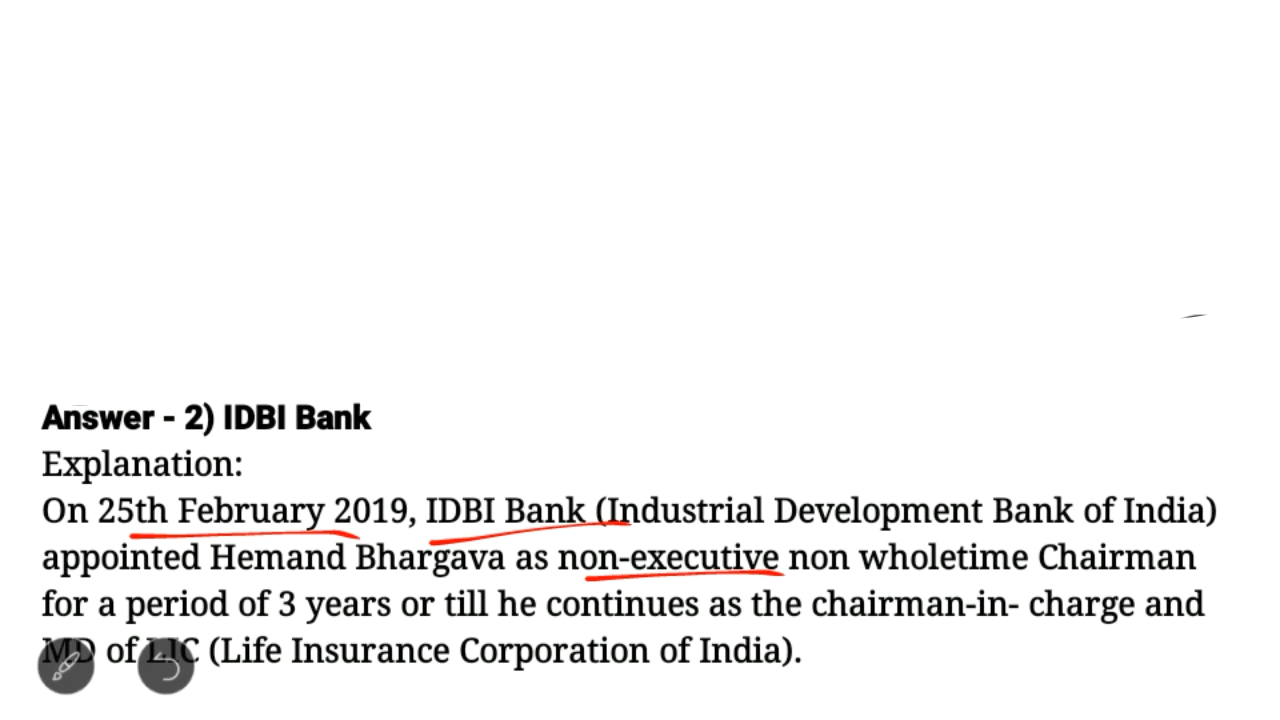 Answer - 2) IDBI Bank
Explanation:
On 25th February 2019, IDBI Bank (Industrial Development Bank of India)
appointed Hemand Bhargava as non-executive non wholetime Chairman
for a period of 3 years or till he continues as the chairman-in- charge and
MD of LIC (Life Insurance Corporation of India).